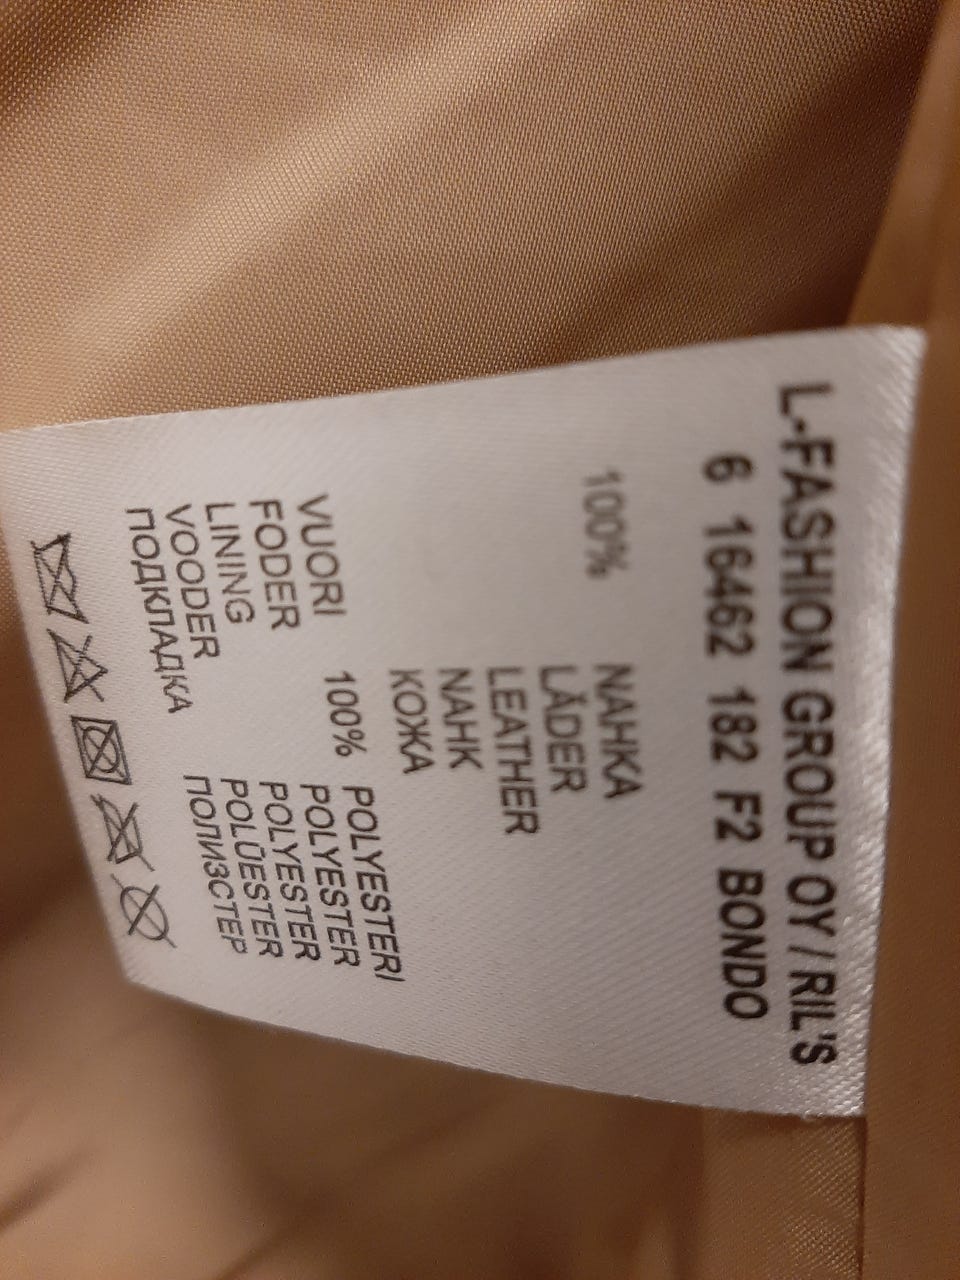 L-FASHION GROUP OY / RIL'S
6 16462 182 F2 BONDO
100% NAHKA
LÄDER
LEATHER
NAHK
КОЖА
VUORI 100% POLYESTERI
FODER POLYESTER
LINING POLYESTER
VOODER POLÜESTER
ПОДКЛАДКА ПОЛИЗСТЕР